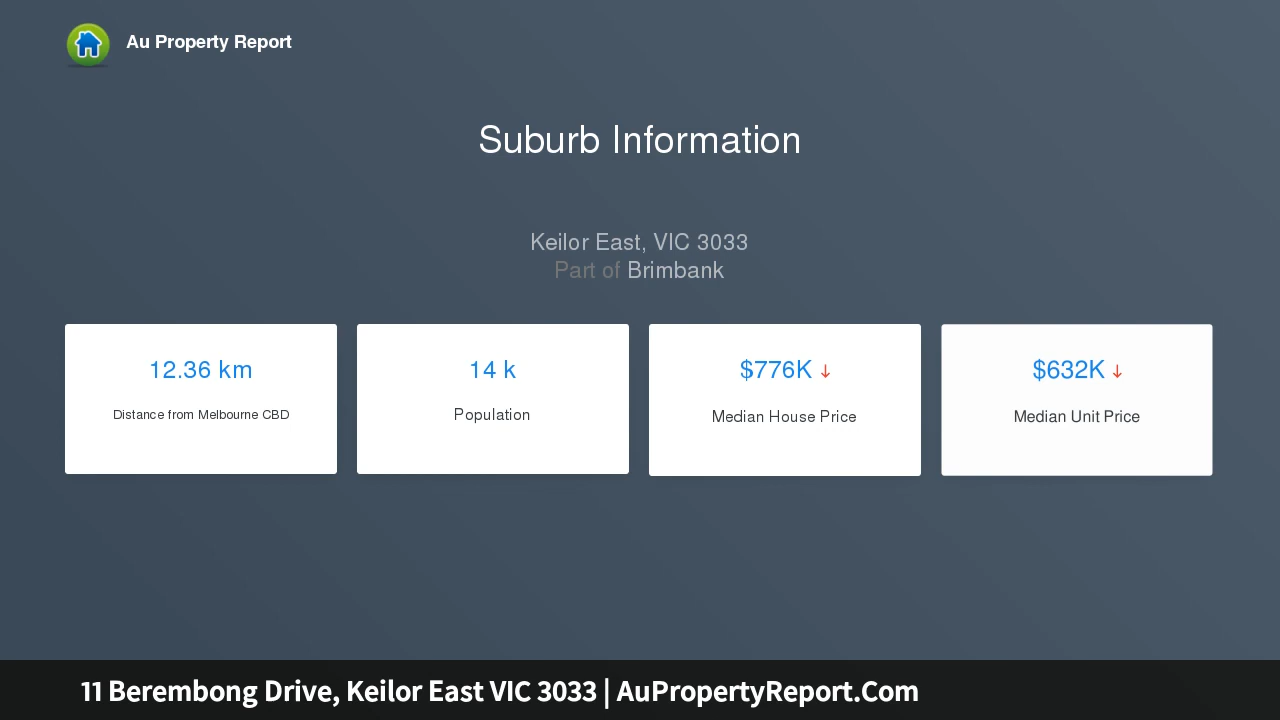 Au Property Report
Suburb Information
Keilor East, VIC 3033
Part of Brimbank
12.36 km
Distance from Melbourne CBD
14 k
Population
$776K ↓
Median House Price
$632K ↓
Median Unit Price
11 Berembong Drive, Keilor East VIC 3033 | AuPropertyReport.Com